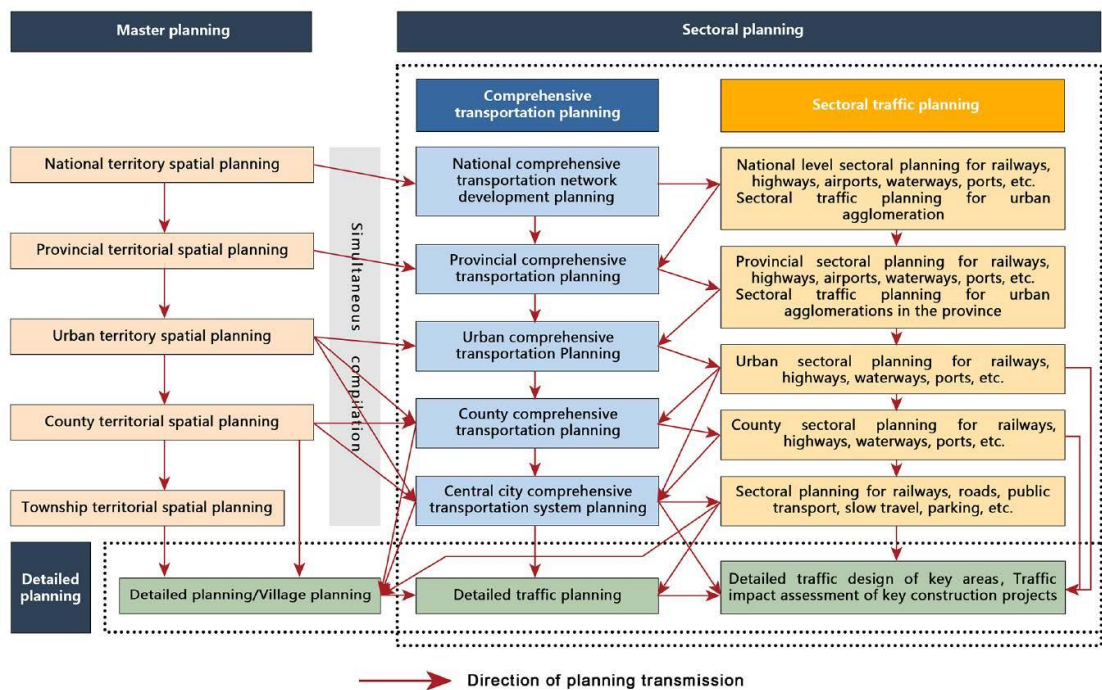 Master planning
Sectoral planning
Comprehensive
transportation planning
Sectoral traffic planning
National territory spatial planning
National comprehensive
transportation network
development planning
National level sectoral planning for railways,
highways, airports, waterways, ports, etc.
Sectoral traffic planning for urban
agglomeration
Simultaneous compilation
Provincial territorial spatial planning
Provincial comprehensive
transportation planning
Provincial sectoral planning for railways,
highways, airports, waterways, ports, etc.
Sectoral traffic planning for urban
agglomerations in the province
Urban territory spatial planning
Urban comprehensive
transportation Planning
Urban sectoral planning for railways,
highways, waterways, ports, etc.
County territorial spatial planning
County comprehensive
transportation planning
County sectoral planning for railways,
highways, waterways, ports, etc.
Township territorial spatial planning
Central city comprehensive
transportation system planning
Sectoral planning for railways, roads, public
transport, slow travel, parking, etc.
Detailed
planning
Detailed planning/Village planning
Detailed traffic planning
Detailed traffic design of key areas, Traffic
impact assessment of key construction projects
Direction of planning transmission